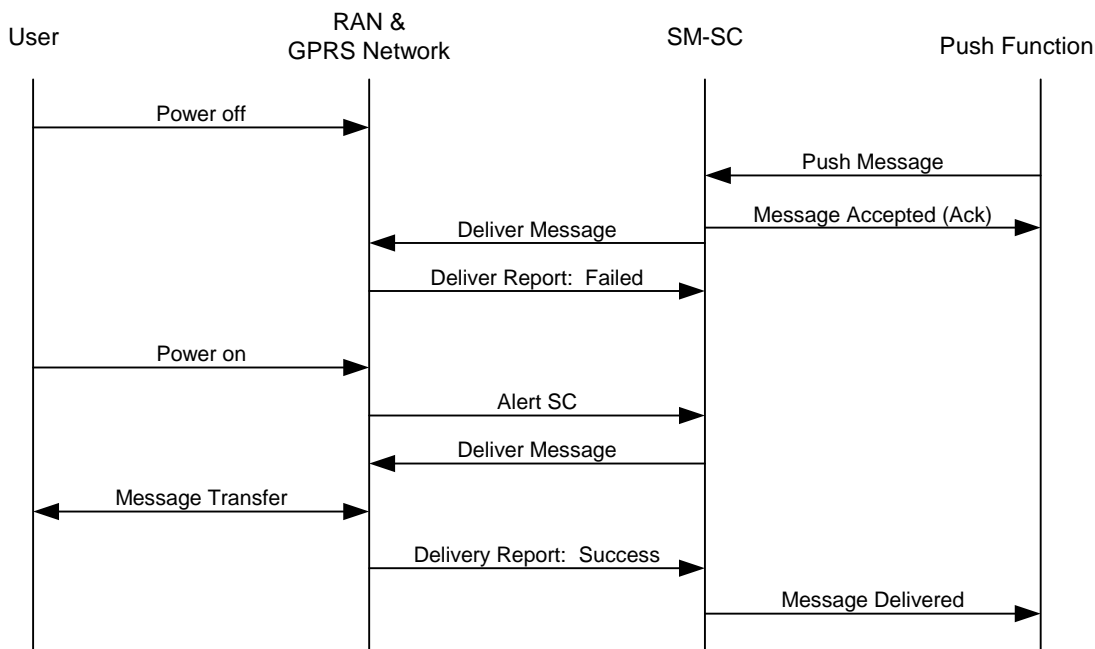 User
RAN &
GPRS Network
SM-SC
Push Function
Power off
Push Message
Message Accepted (Ack)
Deliver Message
Deliver Report:  Failed
Power on
Alert SC
Deliver Message
Message Transfer
Delivery Report:  Success
Message Delivered